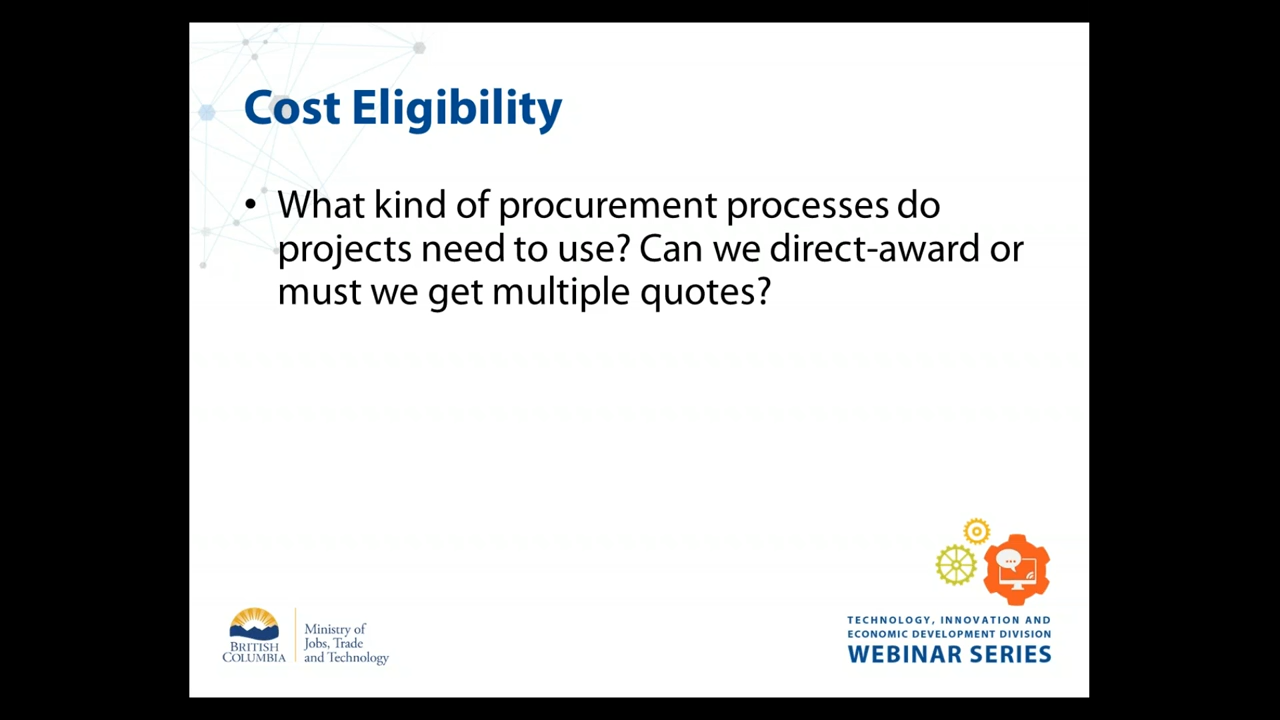 Cost Eligibility
• What kind of procurement processes do
projects need to use? Can we direct-award or
must we get multiple quotes?
BRITISH
COLUMBIA
Ministry of
Jobs, Trade
and Technology
TECHNOLOGY, INNOVATION AND
ECONOMIC DEVELOPMENT DIVISION
WEBINAR SERIES